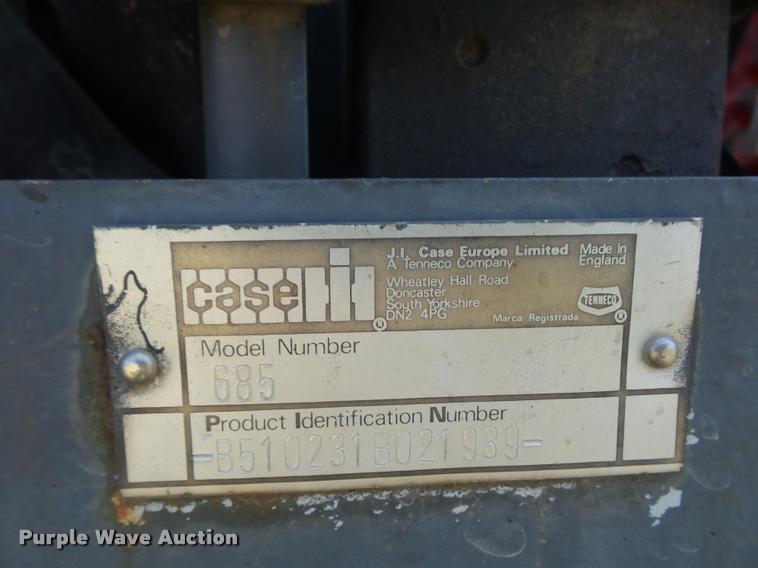 case IH
J.I. Case Europe Limited
A Tenneco Company
Wheatley Hall Road
Doncaster
South Yorkshire
DN2 4PG
Made In
England
TENNECO
Marca Registrada
Model Number
685
Product Identification Number
-B510231B021939-
Purple Wave Auction